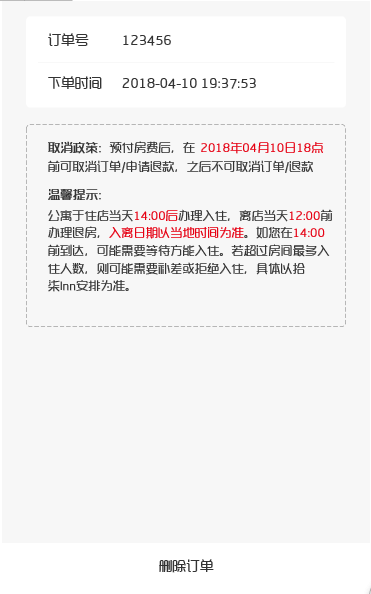 订单号 123456
下单时间 2018-04-10 19:37:53
取消政策：预付房费后，在 2018年04月10日18点
前可取消订单/申请退款，之后不可取消订单/退款
温馨提示：
公寓于住店当天14:00后办理入住，离店当天12:00前
办理退房，入离日期以当地时间为准。如您在14:00
前到达，可能需要等待方能入住。若超过房间最多入
住人数，则可能需要补差或拒绝入住，具体以拾
柒Inn安排为准。
删除订单